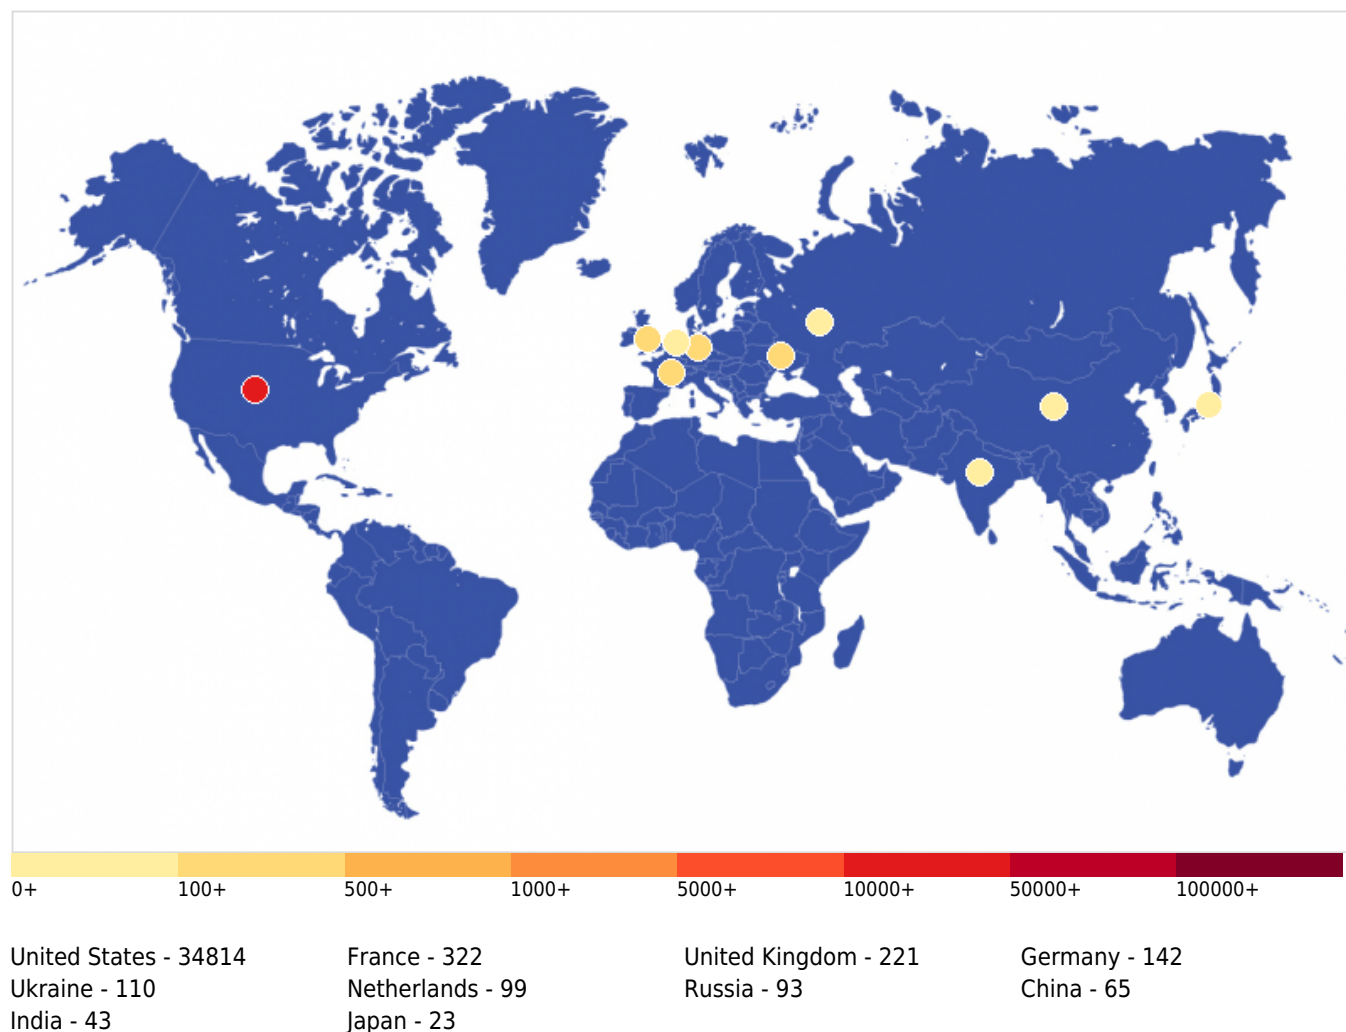 0+ 100+ 500+ 1000+ 5000+ 10000+ 50000+ 100000+
United States - 34814 France - 322 United Kingdom - 221 Germany - 142
Ukraine - 110 Netherlands - 99 Russia - 93 China - 65
India - 43 Japan - 23